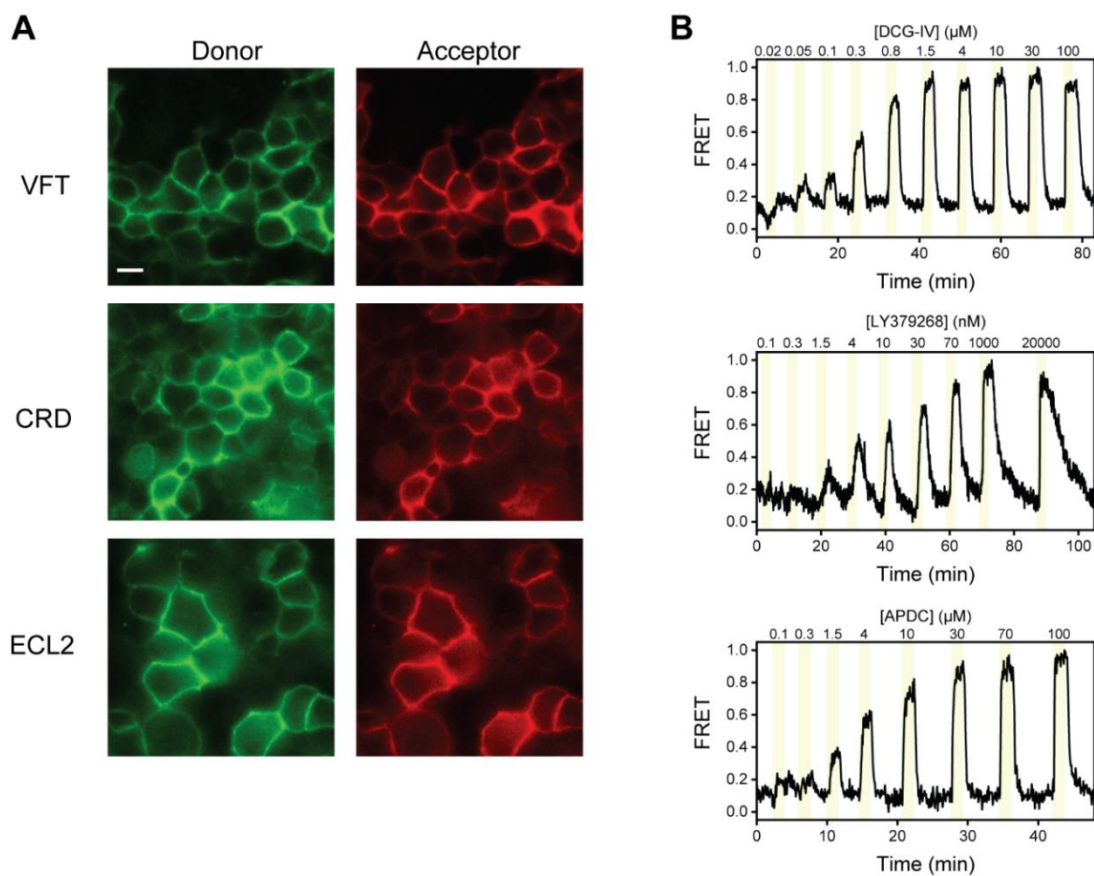 A
Donor
Acceptor
VFT
CRD
ECL2
B
[DCG-IV] (μM)
0.02 0.05 0.1 0.3 0.8 1.5 4 10 30 100
1.0
0.8
0.6
0.4
0.2
0.0
FRET
0 20 40 60 80
Time (min)
[LY379268] (nM)
0.1 0.3 1.5 4 10 30 70 1000 20000
1.0
0.8
0.6
0.4
0.2
0.0
FRET
0 20 40 60 80 100
Time (min)
[APDC] (μM)
0.1 0.3 1.5 4 10 30 70 100
1.0
0.8
0.6
0.4
0.2
0.0
FRET
0 10 20 30 40
Time (min)